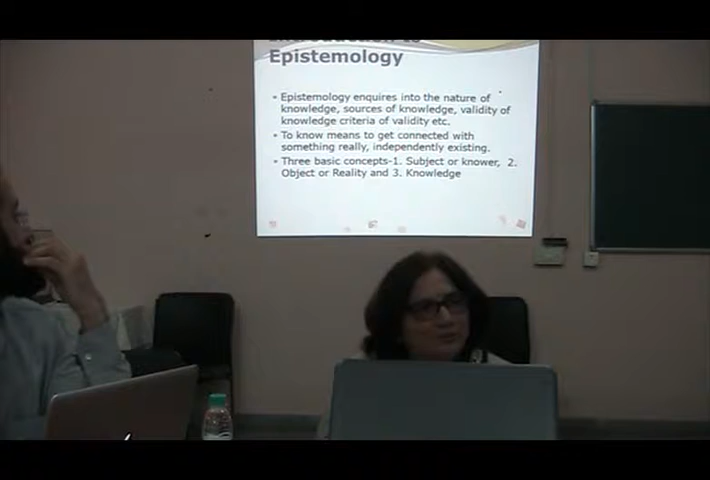 Introduction to
Epistemology
• Epistemology enquires into the nature of
knowledge, sources of knowledge, validity of
knowledge criteria of validity etc.
• To know means to get connected with
something really, independently existing.
• Three basic concepts-1. Subject or knower, 2.
Object or Reality and 3. Knowledge